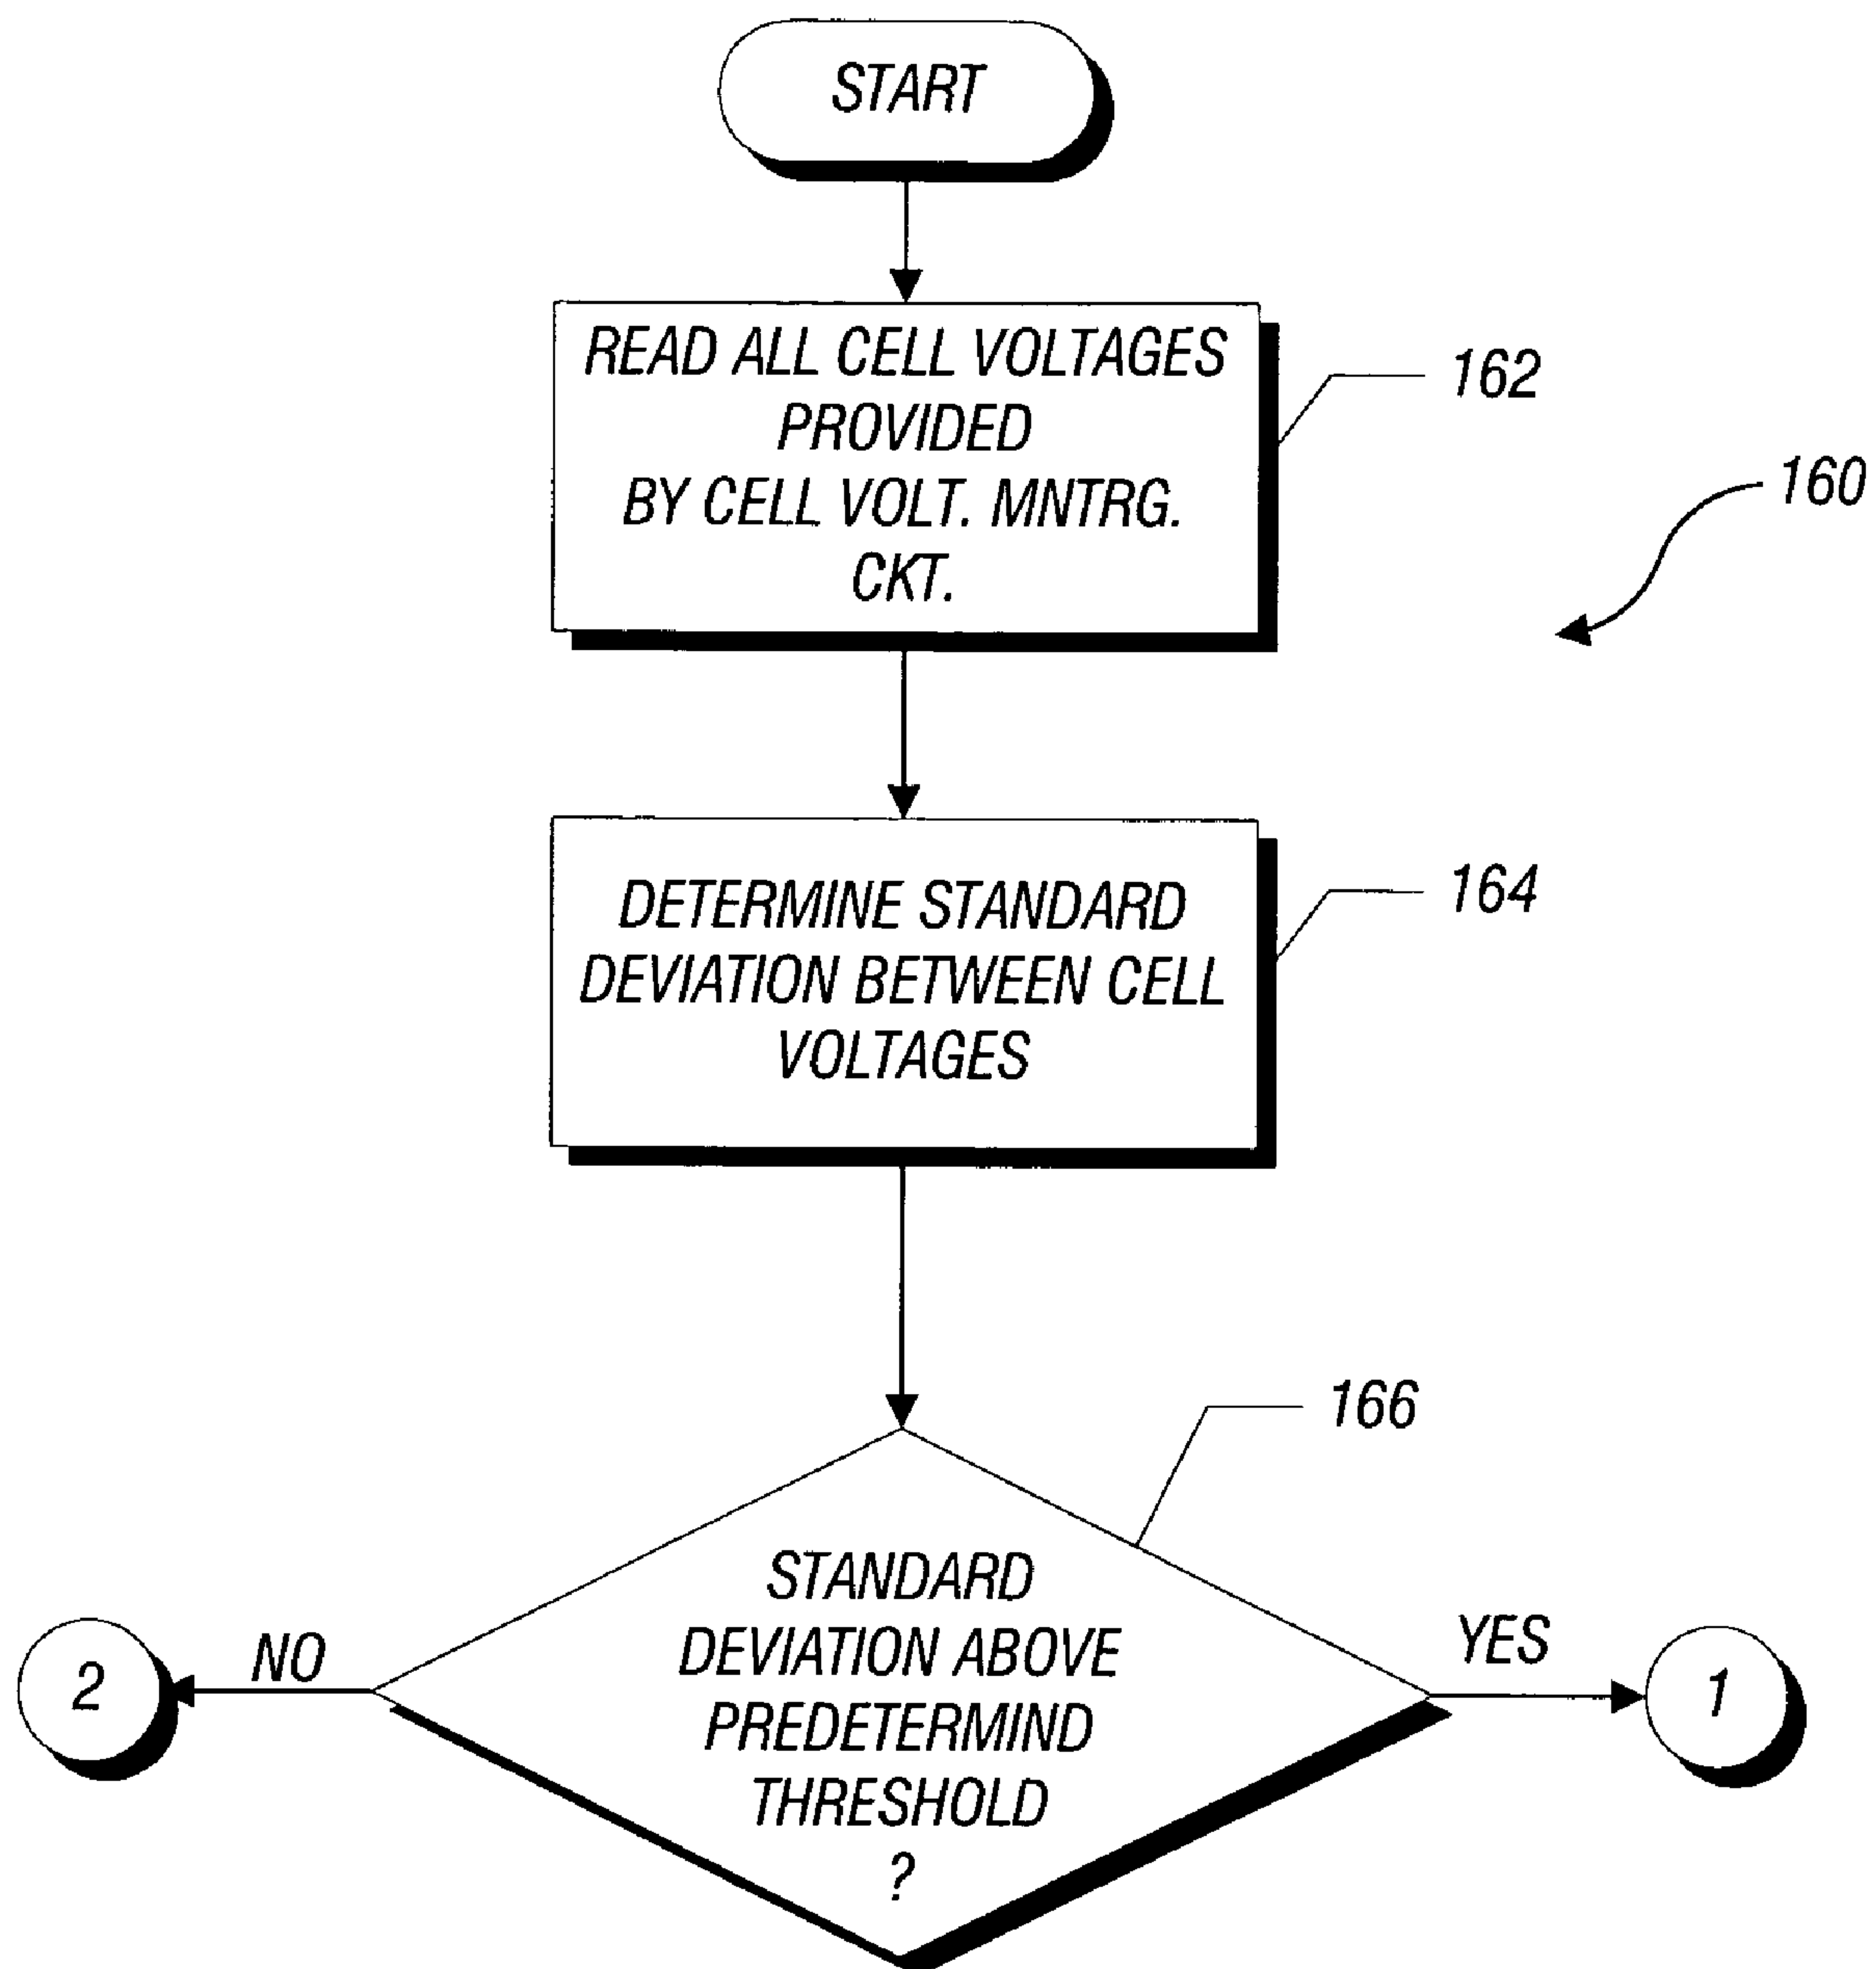 START
READ ALL CELL VOLTAGES
PROVIDED
BY CELL VOLT. MNTRG.
CKT.
162
160
DETERMINE STANDARD
DEVIATION BETWEEN CELL
VOLTAGES
164
166
STANDARD
DEVIATION ABOVE
PREDETERMIND
THRESHOLD
?
NO
2
YES
1